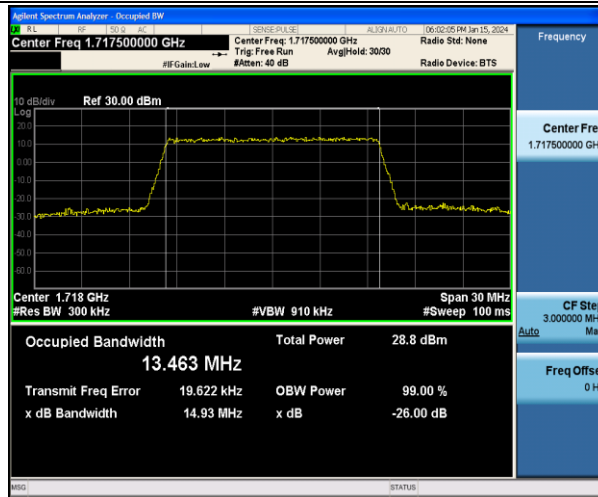 Agilent Spectrum Analyzer - Occupied BW
RL RF 50 Ω AC SENSE:PULSE ALIGN AUTO 06:02:05 PM Jan 15, 2024
Center Freq 1.717500000 GHz Center Freq: 1.717500000 GHz Radio Std: None
Trig: Free Run Avg|Hold: 30/30
#IFGain:Low #Atten: 40 dB Radio Device: BTS
Frequency
10 dB/div Ref 30.00 dBm
Log
20.0
10.0
0.00
-10.0
-20.0
-30.0
-40.0
-50.0
-60.0
Center Fre
1.717500000 GH
Center 1.718 GHz Span 30 MHz
#Res BW 300 kHz #VBW 910 kHz #Sweep 100 ms
CF Ste
3.000000 MH
Auto Ma
Occupied Bandwidth Total Power 28.8 dBm
13.463 MHz
Transmit Freq Error 19.622 kHz OBW Power 99.00 %
x dB Bandwidth 14.93 MHz x dB -26.00 dB
Freq Offse
0 H
MSG STATUS